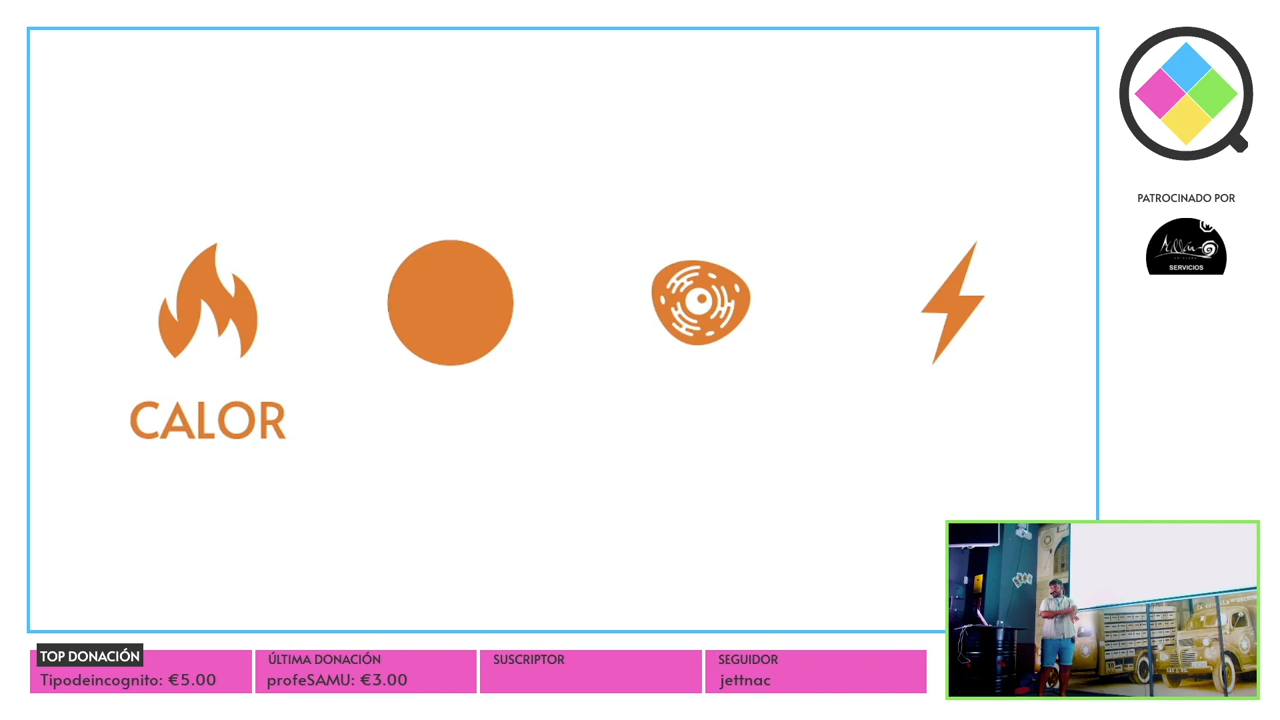 PATROCINADO POR
SERVICIOS
CALOR
TOP DONACIÓN
Tipodeincognito: €5.00
ÚLTIMA DONACIÓN
profeSAMU: €3.00
SUSCRIPTOR
SEGUIDOR
jettnac